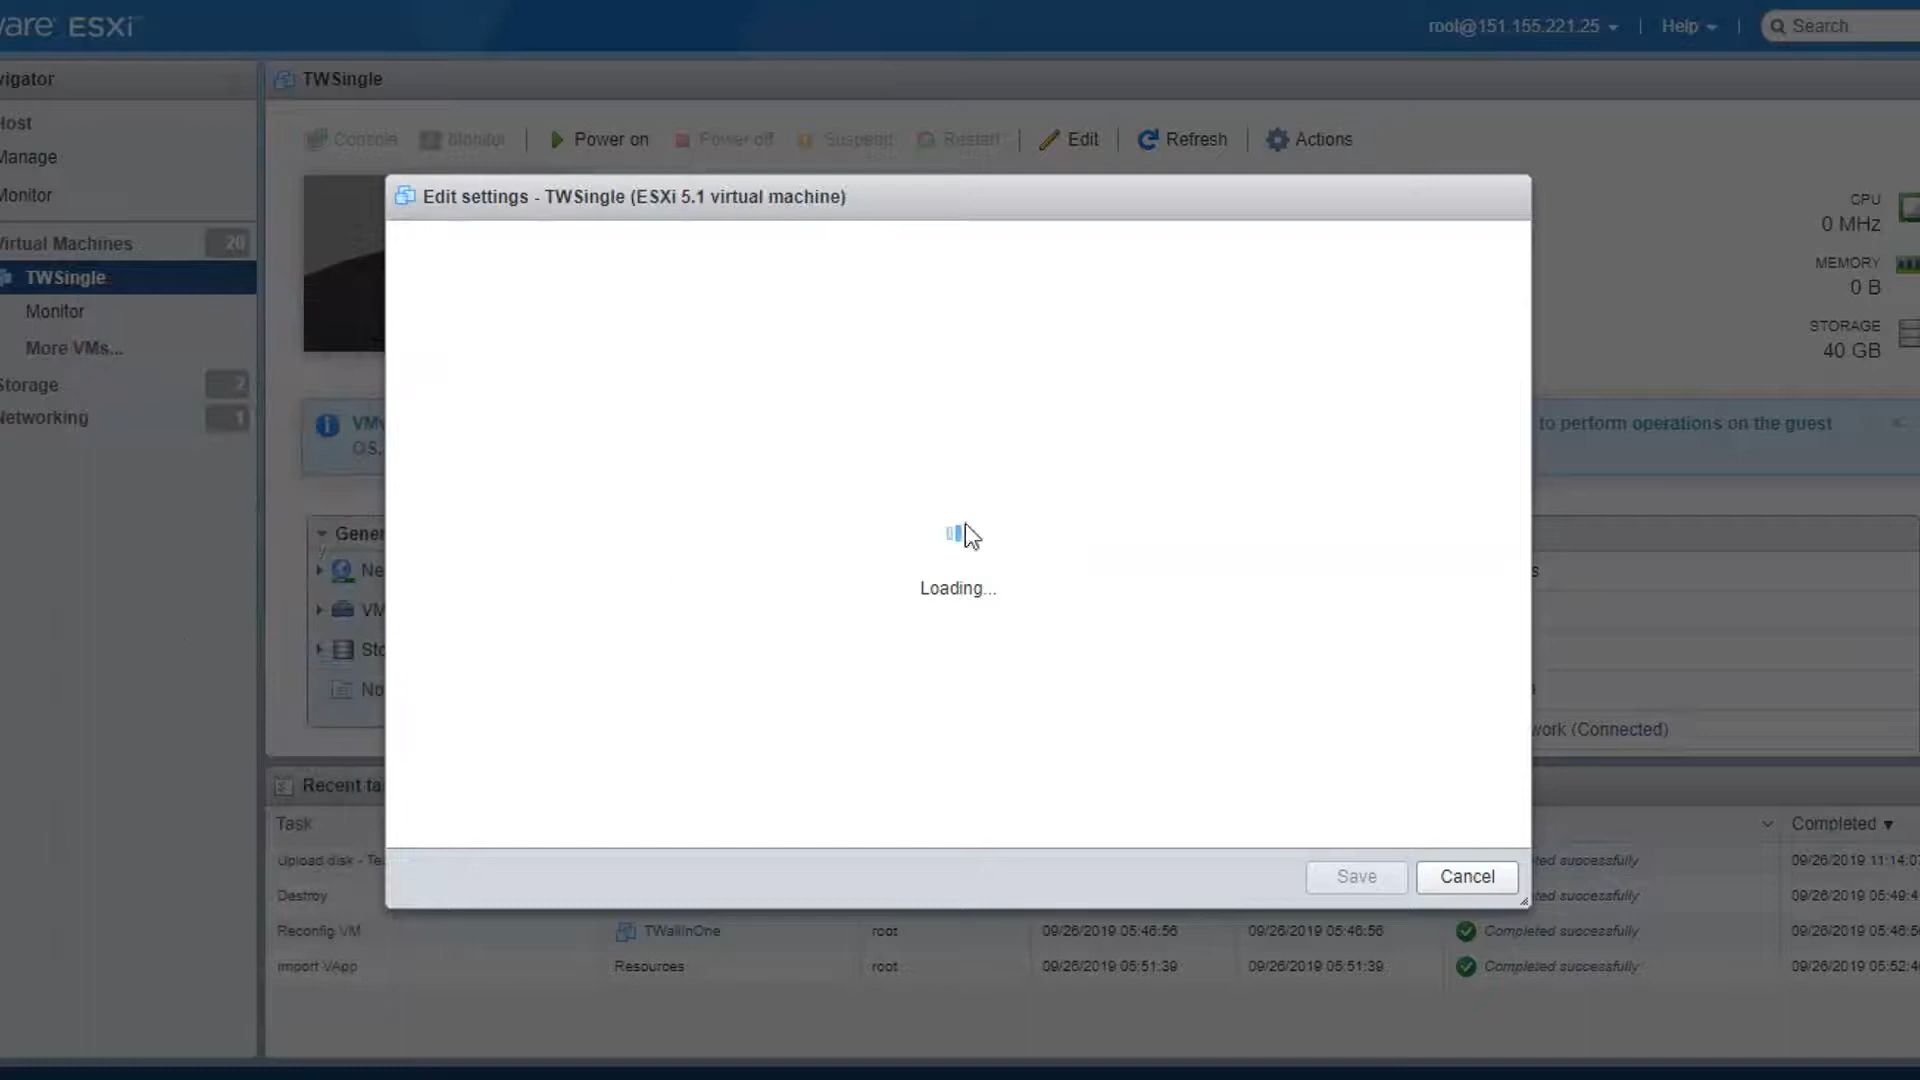 ware ESXi
root@151.155.221.25
Help
Search
vigator
TWSingle
Host
Manage
Monitor
Virtual Machines 20
TWSingle
Monitor
More VMs...
Storage 2
Networking 1
Console
Monitor
Power on
Power off
Suspend
Restart
Edit
Refresh
Actions
Edit settings - TWSingle (ESXi 5.1 virtual machine)
CPU
0 MHz
MEMORY
0 B
STORAGE
40 GB
to perform operations on the guest
OS.
Gener
Ne
VM
Sto
No
Loading...
work (Connected)
Save
Cancel
Recent ta
Task
Completed ▼
Upload disk - Te
ted successfully
09/26/2019 11:14:0
Destroy
ted successfully
09/26/2019 05:49:4
Reconfig VM
TWallInOne
root
09/26/2019 05:46:56
09/26/2019 05:46:56
Completed successfully
09/26/2019 05:46:5
Import VApp
Resources
root
09/26/2019 05:51:39
09/26/2019 05:51:39
Completed successfully
09/26/2019 05:52:4